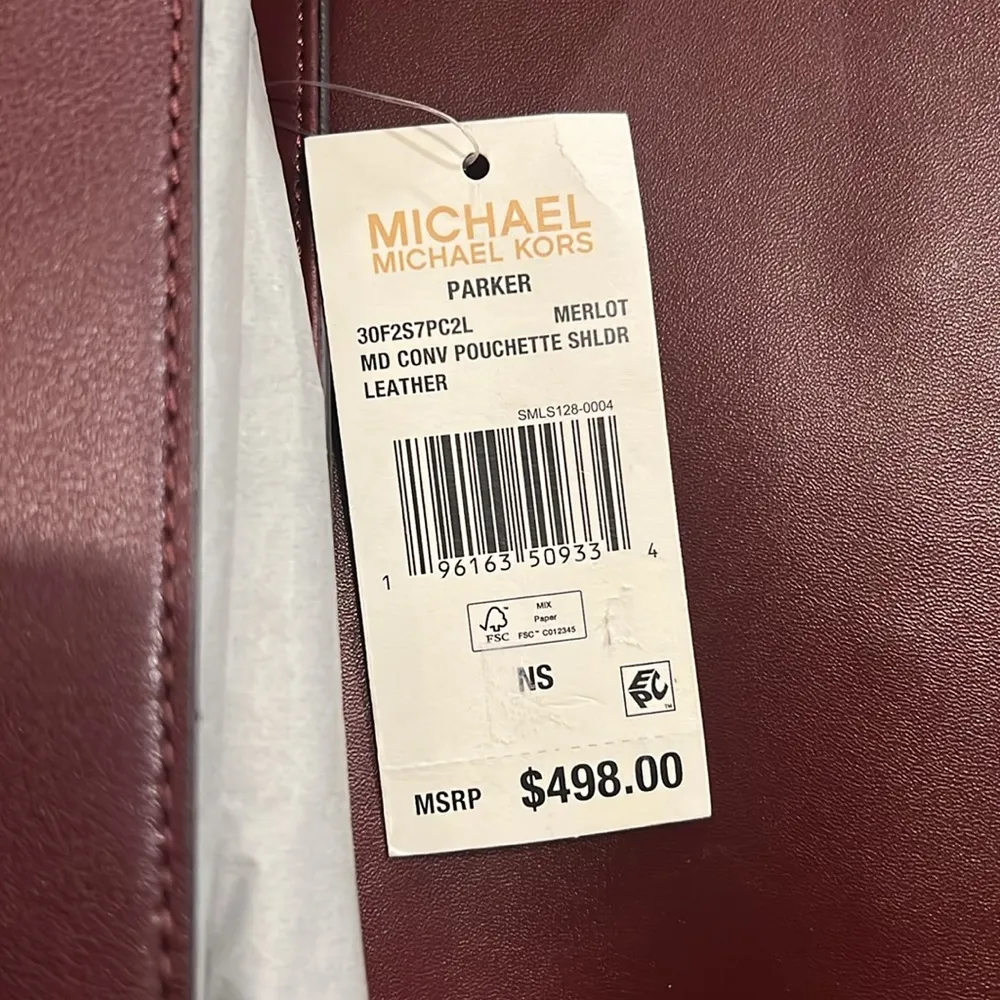 MICHAEL
MICHAEL KORS
PARKER
30F2S7PC2L MERLOT
MD CONV POUCHETTE SHLDR
LEATHER
SMLS128-0004
1 96163 50933 4
FSC
MIX
Paper
FSC™ C012345
NS
EPC™
MSRP $498.00